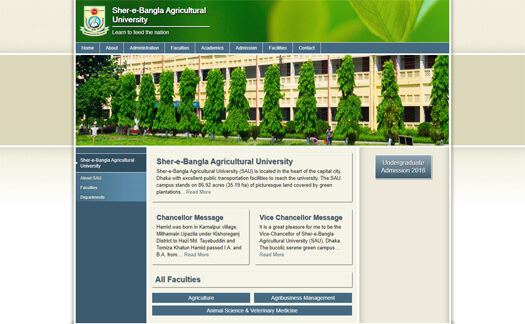 Sher-e-Bangla Agricultural
University
Learn to feed the nation
Home About Administration Faculties Academics Admission Facilities Contact
Sher-e-Bangla Agricultural
University
About SAU
Faculties
Departments
Sher-e-Bangla Agricultural University
Sher-e-Bangla Agricultural University (SAU) is located in the heart of the capital city,
Dhaka with excellent public transportation facilities to reach the university. The SAU
campus stands on 86.92 acres (35.19 ha) of picturesque land covered by green
plantations... Read More
Undergraduate
Admission 2016
Chancellor Message
Hamid was born in Kamalpur village.
Mithamain Upazila under Kishoreganj
District to Hazi Md. Tayebuddin and
Tomiza Khatun Hamid passed I.A. and
B.A. from.... Read More
Vice Chancellor Message
It is a great pleasure for me to be the
Vice-Chancellor of Sher-e-Bangla
Agricultural University (SAU), Dhaka
The bucolic serene green campus....
Read More
All Faculties
Agriculture
Agribusiness Management
Animal Science & Veterinary Medicine